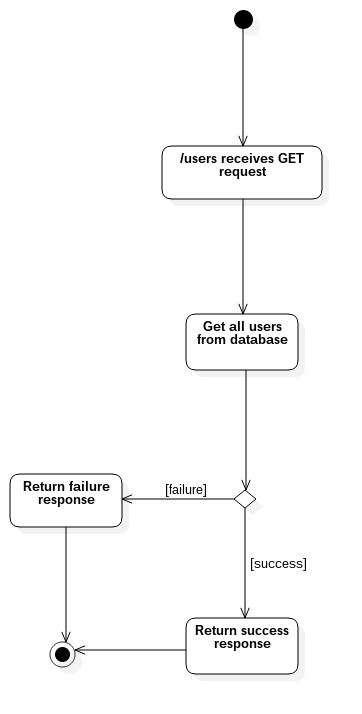 /users receives GET
request
Get all users
from database
[failure]
Return failure
response
[success]
Return success
response